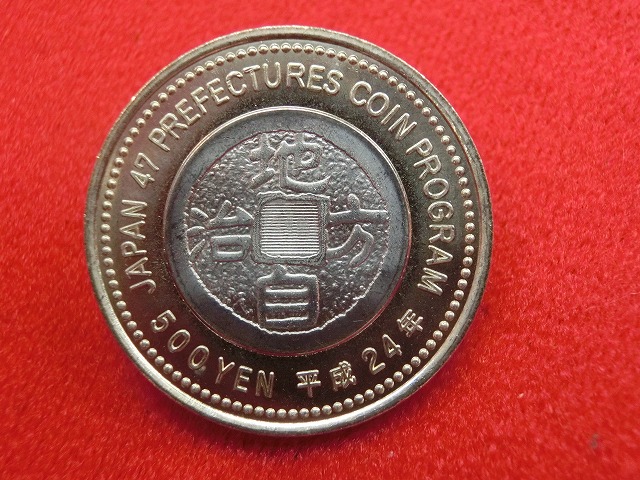 JAPAN 47 PREFECTURES COIN PROGRAM
地方自治
500YEN 平成24年